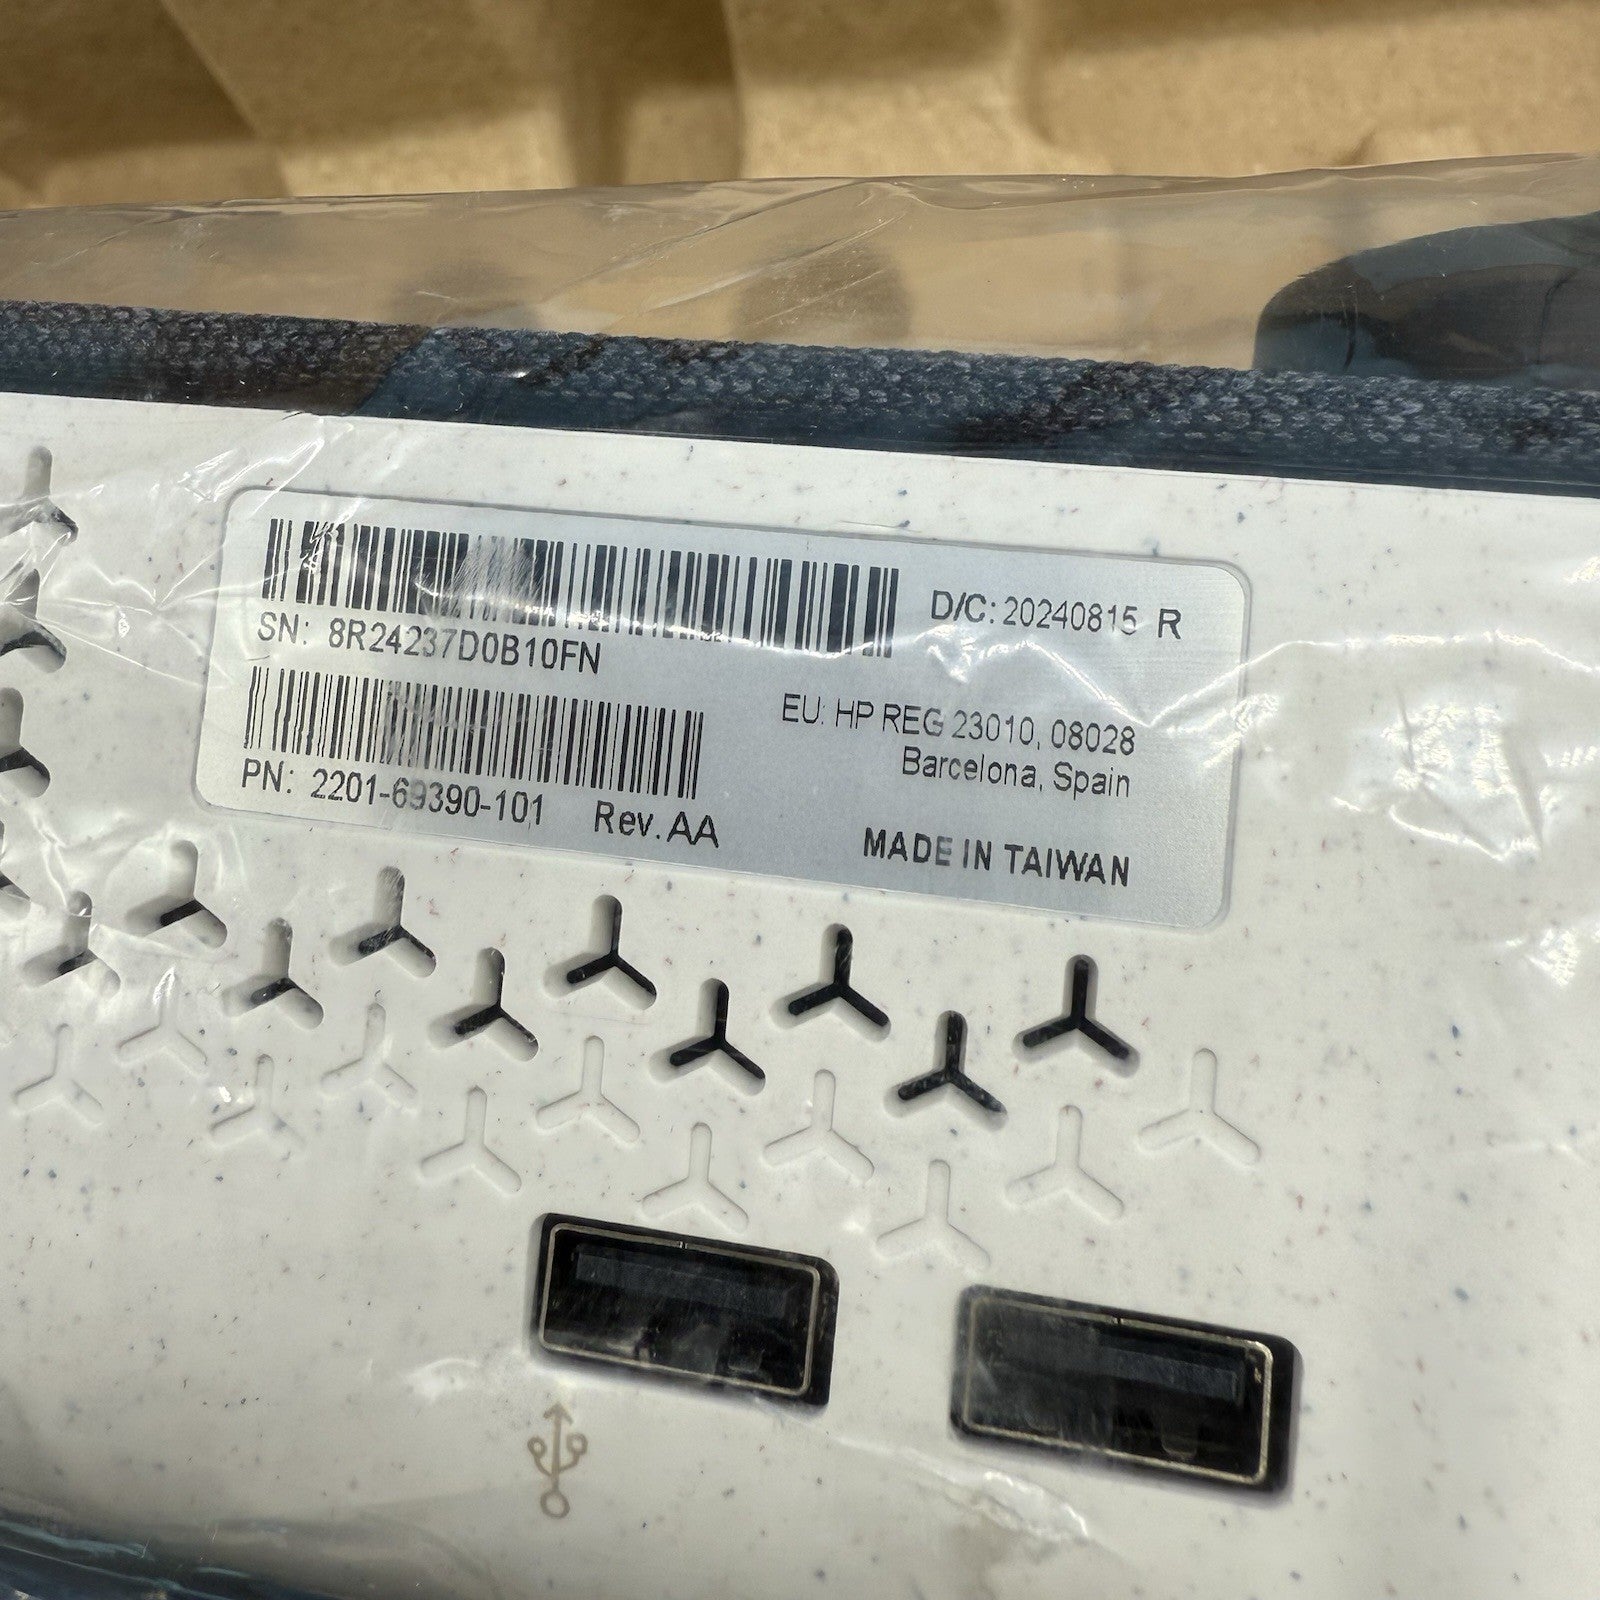 D/C: 20240815 R
SN: 8R24237D0B10FN
EU: HP REG 23010, 08028
Barcelona, Spain
PN: 2201-69390-101 Rev. AA
MADE IN TAIWAN